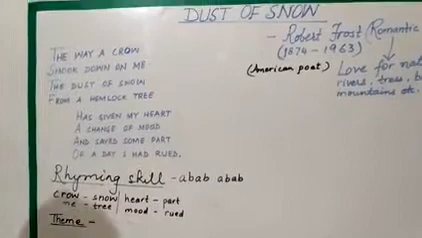 DUST OF SNOW
- Robert Frost (Romantic
(1874-1963)
(American poet)
Love for nat
rivers, trees, b
mountains etc.
THE WAY A CROW
SHOOK DOWN ON ME
THE DUST OF SNOW
FROM A HEMLOCK TREE
HAS GIVEN MY HEART
A CHANGE OF MOOD
AND SAVED SOME PART
OF A DAY I HAD RUED.
Rhyming skill - abab abab
crow - snow | heart - part
me - tree | mood - rued
Theme -